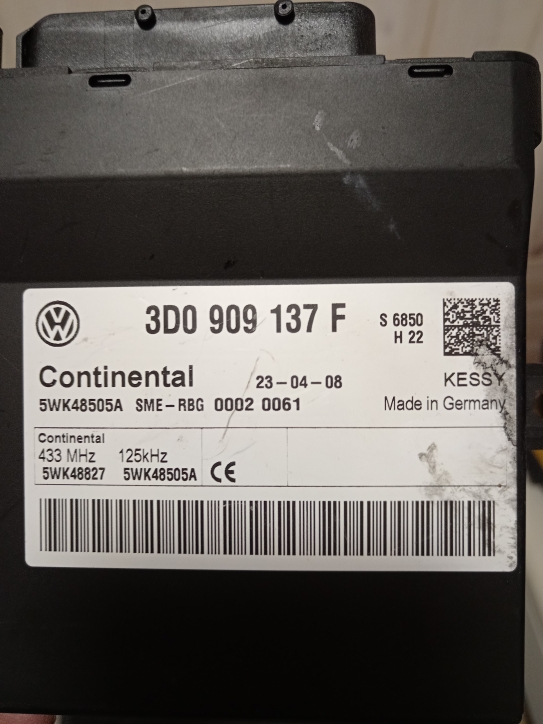 3D0 909 137 F
S 6850
H 22
Continental 23-04-08 KESSY
5WK48505A SME-RBG 0002 0061 Made in Germany
Continental
433 MHz 125kHz
5WK48827 5WK48505A CE